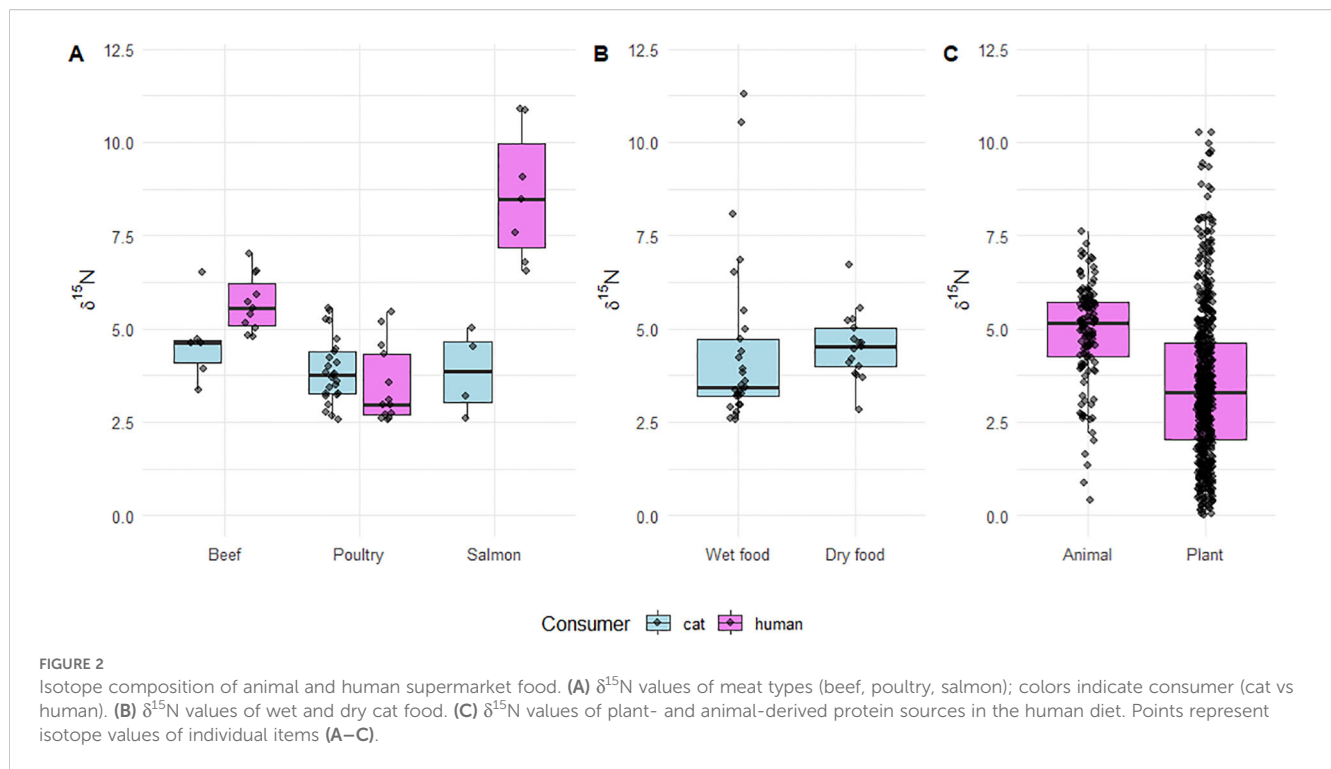 A
B
C
12.5
10.0
7.5
5.0
2.5
0.0
δ¹⁵N
Beef
Poultry
Salmon
12.5
10.0
7.5
5.0
2.5
0.0
δ¹⁵N
Wet food
Dry food
12.5
10.0
7.5
5.0
2.5
0.0
δ¹⁵N
Animal
Plant
Consumer cat human
FIGURE 2
Isotope composition of animal and human supermarket food. (A) δ¹⁵N values of meat types (beef, poultry, salmon); colors indicate consumer (cat vs
human). (B) δ¹⁵N values of wet and dry cat food. (C) δ¹⁵N values of plant- and animal-derived protein sources in the human diet. Points represent
isotope values of individual items (A–C).